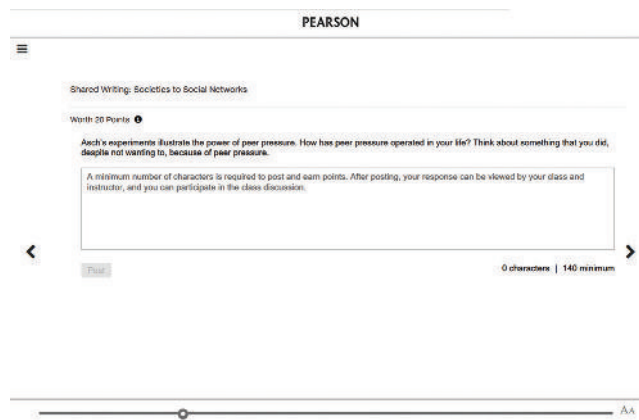 PEARSON
Shared Writing: Societies to Social Networks
Worth 20 Points
Asch's experiments illustrate the power of peer pressure. How has peer pressure operated in your life? Think about something that you did,
despite not wanting to, because of peer pressure.
A minimum number of characters is required to post and earn points. After posting, your response can be viewed by your class and
instructor, and you can participate in the class discussion.
Post
0 characters | 140 minimum
AA